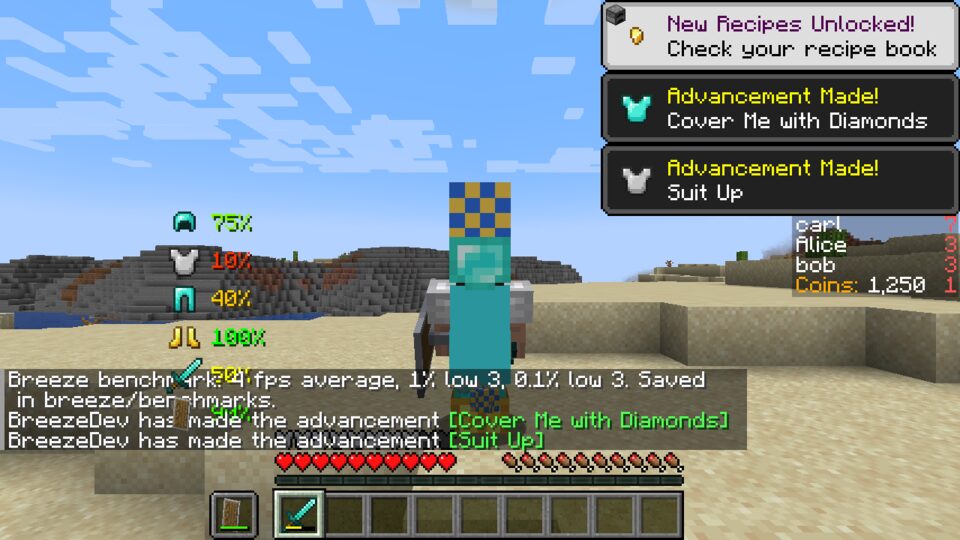 New Recipes Unlocked!
Check your recipe book
Advancement Made!
Cover Me with Diamonds
Advancement Made!
Suit Up
carl 7
Alice 3
bob 3
Coins: 1,250 1
75%
10%
40%
100%
50%
Breeze benchmark: 4 fps average, 1% low 3, 0.1% low 3. Saved
in breeze/benchmarks.
BreezeDev has made the advancement [Cover Me with Diamonds]
BreezeDev has made the advancement [Suit Up]